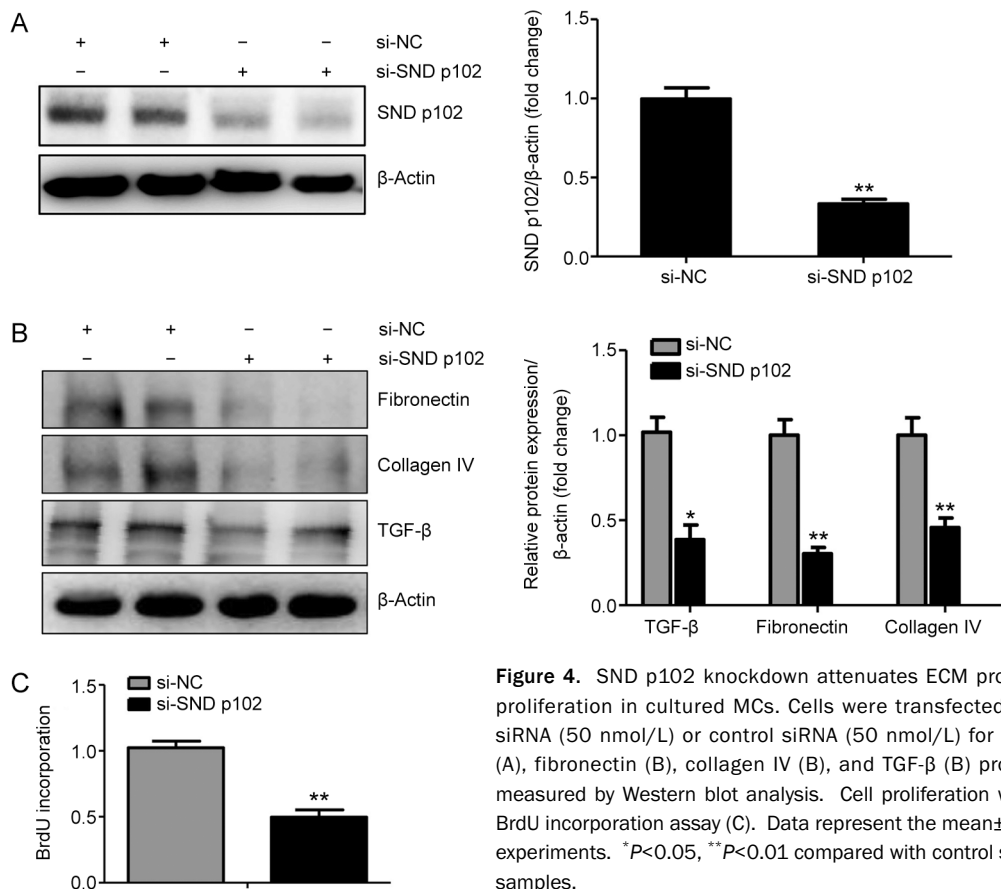 A
+ + − − si-NC
− − + + si-SND p102
SND p102
β-Actin
SND p102/β-actin (fold change)
1.5
1.0
0.5
0.0
**
si-NC
si-SND p102
B
+ + − − si-NC
− − + + si-SND p102
Fibronectin
Collagen IV
TGF-β
β-Actin
Relative protein expression/
β-actin (fold change)
1.5
1.0
0.5
0.0
si-NC
si-SND p102
*
**
**
TGF-β
Fibronectin
Collagen IV
C
BrdU incorporation
1.5
1.0
0.5
0.0
si-NC
si-SND p102
**
Figure 4. SND p102 knockdown attenuates ECM pro
proliferation in cultured MCs. Cells were transfected
siRNA (50 nmol/L) or control siRNA (50 nmol/L) for
(A), fibronectin (B), collagen IV (B), and TGF-β (B) pro
measured by Western blot analysis. Cell proliferation
BrdU incorporation assay (C). Data represent the mean±
experiments. *P<0.05, **P<0.01 compared with control s
samples.